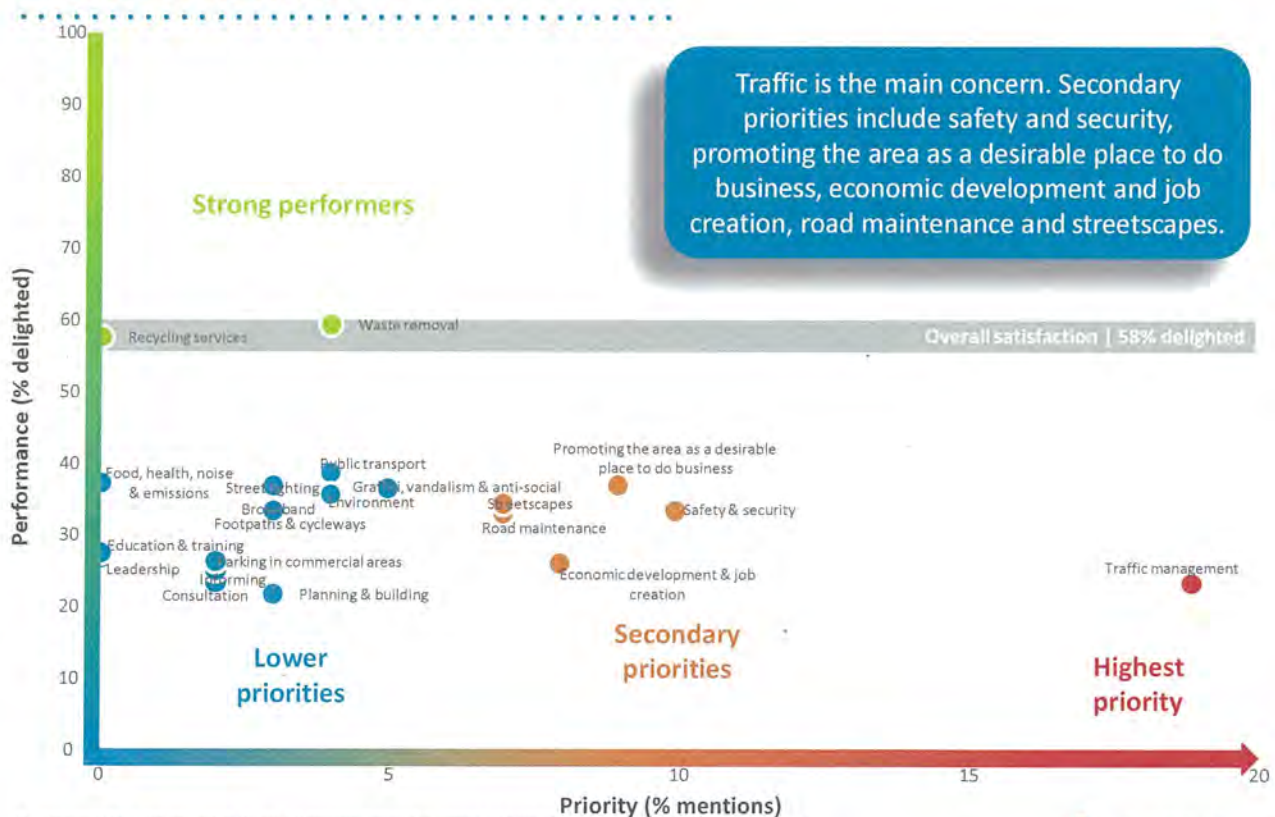 Traffic is the main concern. Secondary
priorities include safety and security,
promoting the area as a desirable place to do
business, economic development and job
creation, road maintenance and streetscapes.
Performance (% delighted)
100
90
80
70
60
50
40
30
20
10
0
Strong performers
Waste removal
Recycling services
Overall satisfaction | 58% delighted
Promoting the area as a desirable
place to do business
Public transport
Food, health, noise
& emissions
Street lighting
Graffiti, vandalism & anti-social
Environment
Streetscapes
Broadband
Safety & security
Footpaths & cycleways
Road maintenance
Education & training
Parking in commercial areas
Leadership
Informing
Consultation
Planning & building
Economic development & job
creation
Traffic management
Lower
priorities
Secondary
priorities
Highest
priority
0
5
10
15
20
Priority (% mentions)